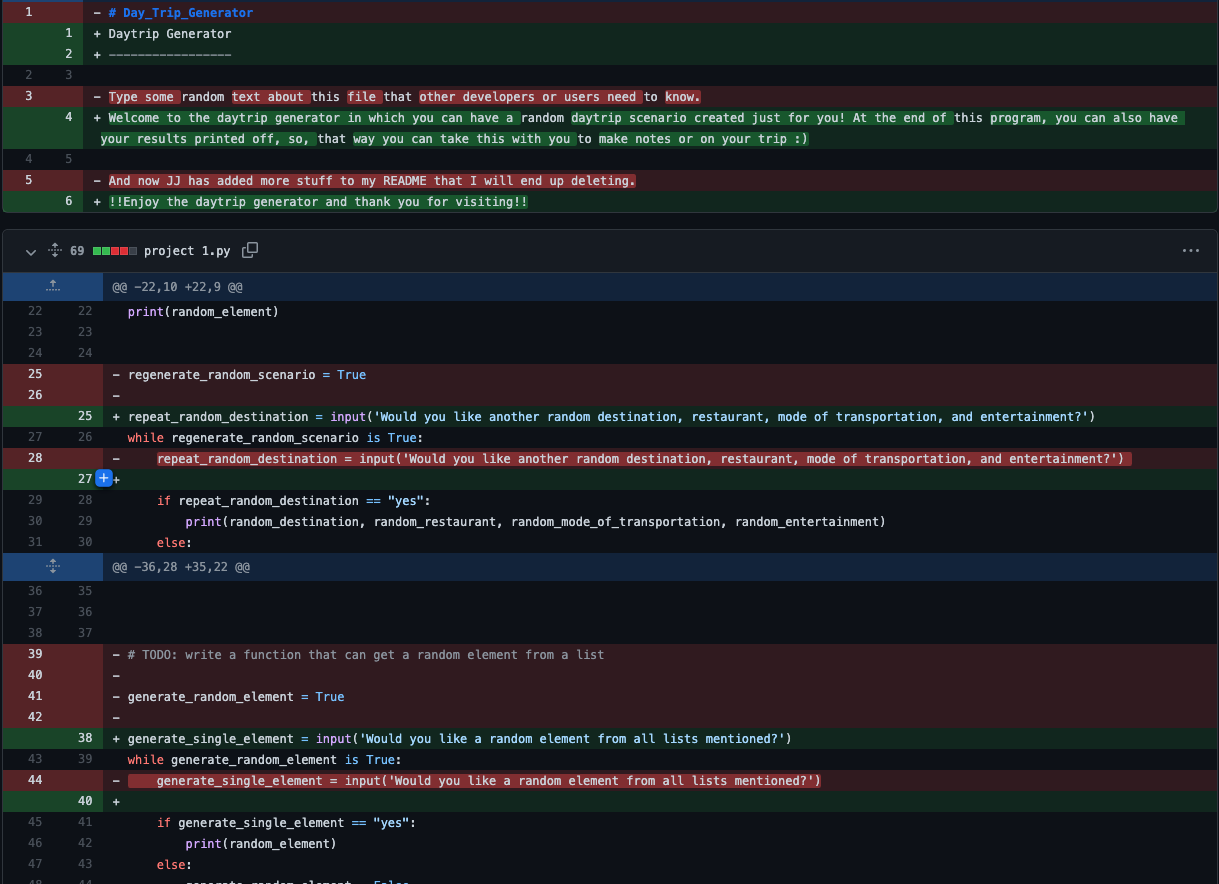 1 - # Day_Trip_Generator
1 + Daytrip Generator
2 + -----------------
2 3
3 - Type some random text about this file that other developers or users need to know.
4 + Welcome to the daytrip generator in which you can have a random daytrip scenario created just for you! At the end of this program, you can also have
your results printed off, so, that way you can take this with you to make notes or on your trip :)
4 5
5 - And now JJ has added more stuff to my README that I will end up deleting.
6 + !!Enjoy the daytrip generator and thank you for visiting!!
69 project 1.py
@@ -22,10 +22,9 @@
22 22 print(random_element)
23 23
24 24
25 - regenerate_random_scenario = True
26 -
25 + repeat_random_destination = input('Would you like another random destination, restaurant, mode of transportation, and entertainment?')
27 26 while regenerate_random_scenario is True:
28 - repeat_random_destination = input('Would you like another random destination, restaurant, mode of transportation, and entertainment?')
27 + +
29 28 if repeat_random_destination == "yes":
30 29 print(random_destination, random_restaurant, random_mode_of_transportation, random_entertainment)
31 30 else:
@@ -36,28 +35,22 @@
36 35
37 36
38 37
39 - # TODO: write a function that can get a random element from a list
40 -
41 - generate_random_element = True
42 -
38 + generate_single_element = input('Would you like a random element from all lists mentioned?')
43 39 while generate_random_element is True:
44 - generate_single_element = input('Would you like a random element from all lists mentioned?')
40 +
45 41 if generate_single_element == "yes":
46 42 print(random_element)
47 43 else:
48 44 generate_random_element = False